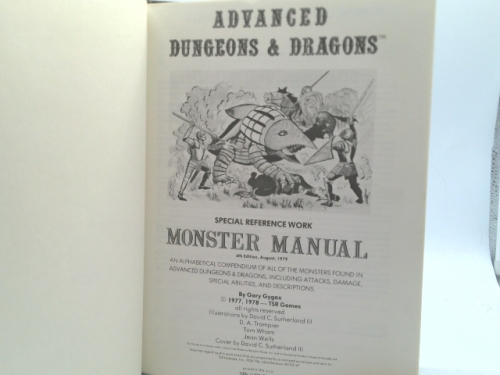 ADVANCED
DUNGEONS & DRAGONS™
SPECIAL REFERENCE WORK
MONSTER MANUAL
4th Edition, August, 1979
AN ALPHABETICAL COMPENDIUM OF ALL OF THE MONSTERS FOUND IN
ADVANCED DUNGEONS & DRAGONS, INCLUDING ATTACKS, DAMAGE,
SPECIAL ABILITIES, AND DESCRIPTIONS.
By Gary Gygax
© 1977, 1978 — TSR Games
all rights reserved
Illustrations by David C. Sutherland III
D. A. Trampier
Tom Wham
Jean Wells
Cover by David C. Sutherland III